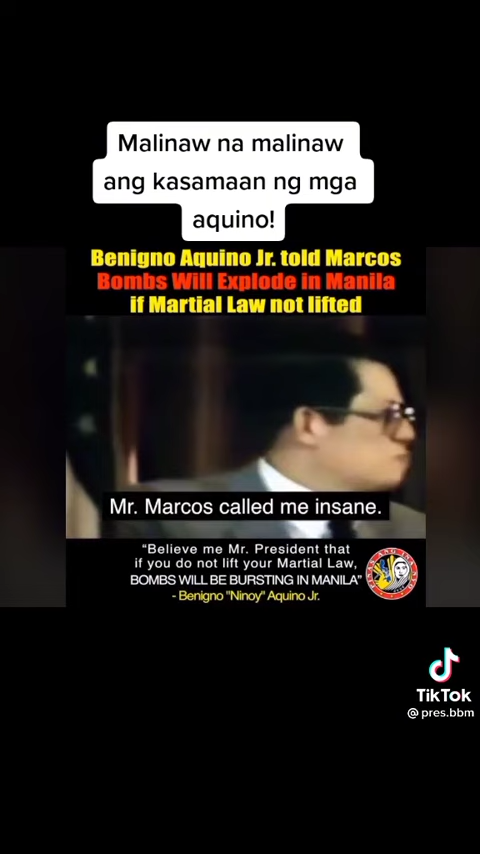 Malinaw na malinaw
ang kasamaan ng mga
aquino!
Benigno Aquino Jr. told Marcos
Bombs Will Explode in Manila
if Martial Law not lifted
Mr. Marcos called me insane.
“Believe me Mr. President that
if you do not lift your Martial Law,
BOMBS WILL BE BURSTING IN MANILA”
- Benigno "Ninoy" Aquino Jr.
TikTok
@pres.bbm